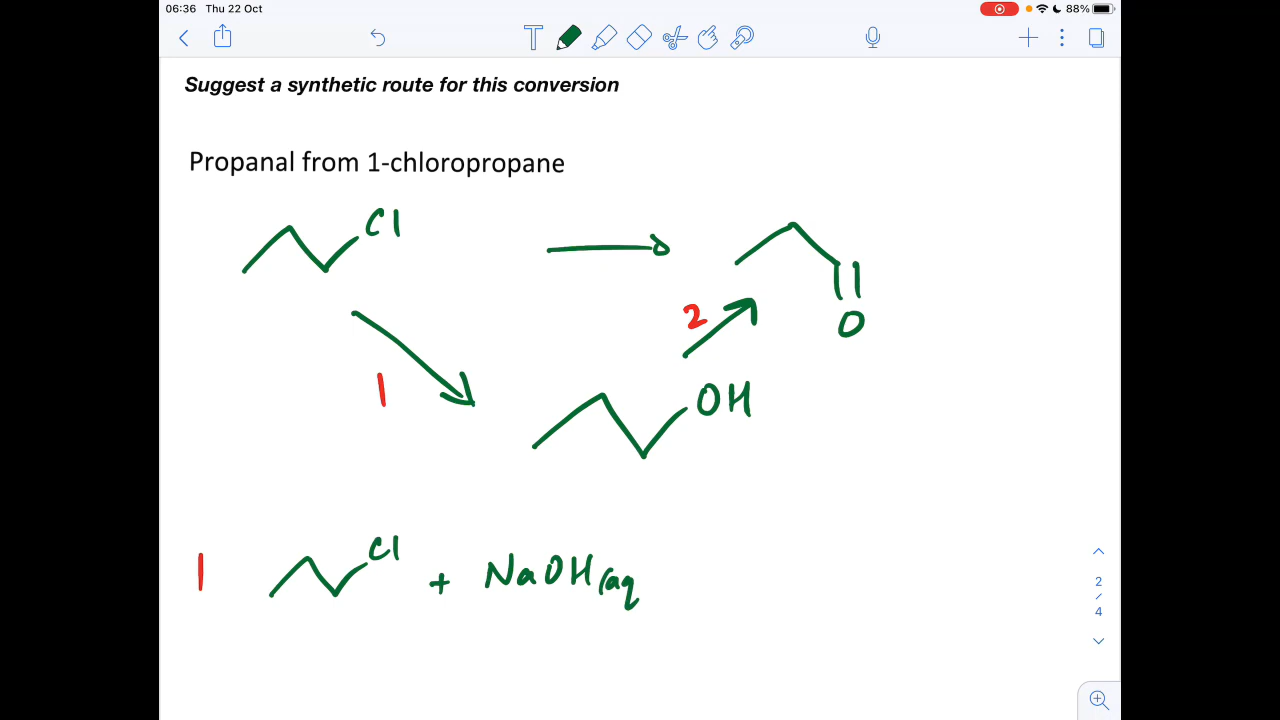 06:36 Thu 22 Oct 88%
T
Suggest a synthetic route for this conversion
Propanal from 1-chloropropane
Cl
2
O
1
OH
1 Cl + NaOH(aq
2
/
4